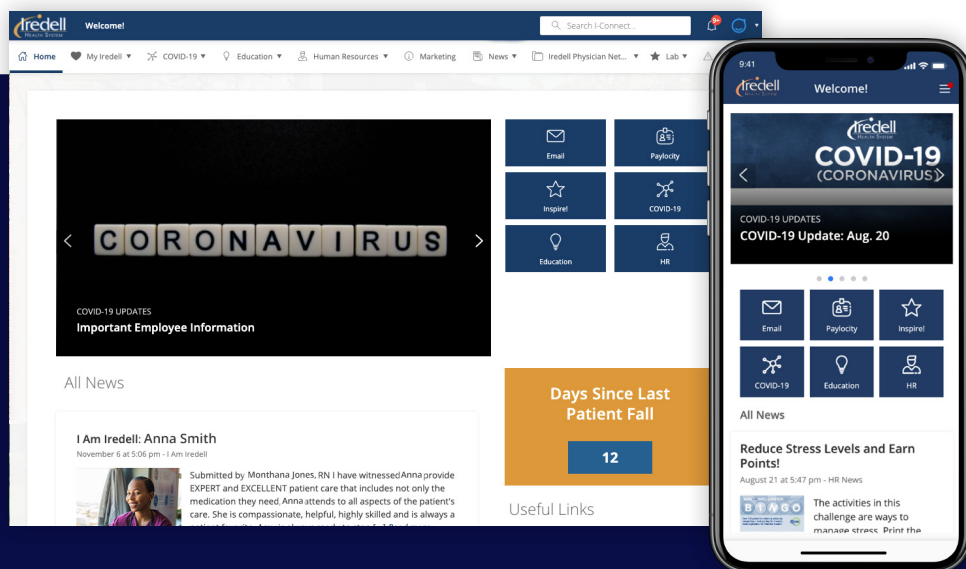 Iredell
HEALTH SYSTEM
Welcome!
Search I-Connect...
9+
Home
My Iredell
COVID-19
Education
Human Resources
Marketing
News
Iredell Physician Net...
Lab
CORONAVIRUS
COVID-19 UPDATES
Important Employee Information
Email
Paylocity
Inspire!
COVID-19
Education
HR
All News
I Am Iredell: Anna Smith
November 6 at 5:06 pm - I Am Iredell
Submitted by Monthana Jones, RN I have witnessedAnna provide
EXPERT and EXCELLENT patient care that includes not only the
medication they need. Anna attends to all aspects of the patient's
care. She is compassionate, helpful, highly skilled and is always a
Days Since Last
Patient Fall
12
Useful Links
9:41
Iredell
HEALTH SYSTEM
Welcome!
Iredell
HEALTH SYSTEM
COVID-19
(CORONAVIRUS)
COVID-19 UPDATES
COVID-19 Update: Aug. 20
Email
Paylocity
Inspire!
COVID-19
Education
HR
All News
Reduce Stress Levels and Earn
Points!
August 21 at 5:47 pm - HR News
BINGO
The activities in this
challenge are ways to
manage stress. Print the